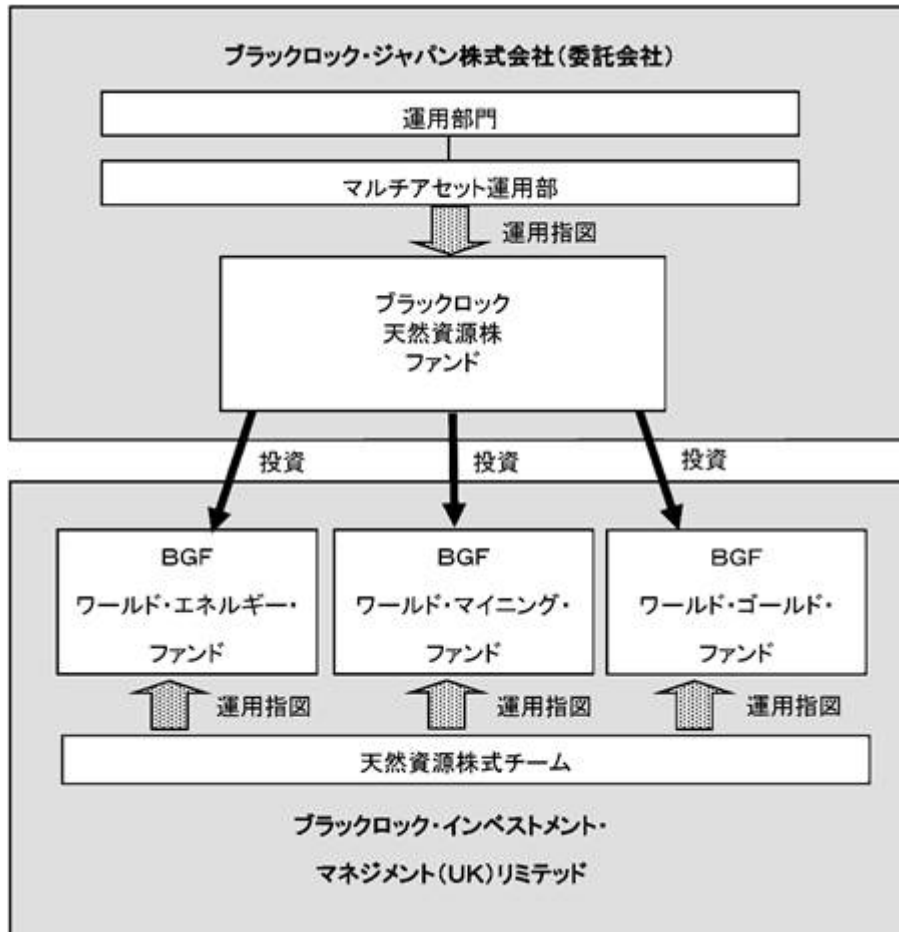 ブラックロック・ジャパン株式会社(委託会社)
運用部門
マルチアセット運用部
運用指図
ブラックロック
天然資源株
ファンド
投資
投資
投資
BGF
ワールド・エネルギー・
ファンド
BGF
ワールド・マイニング・
ファンド
BGF
ワールド・ゴールド・
ファンド
運用指図
運用指図
運用指図
天然資源株式チーム
ブラックロック・インベストメント・
マネジメント(UK)リミテッド